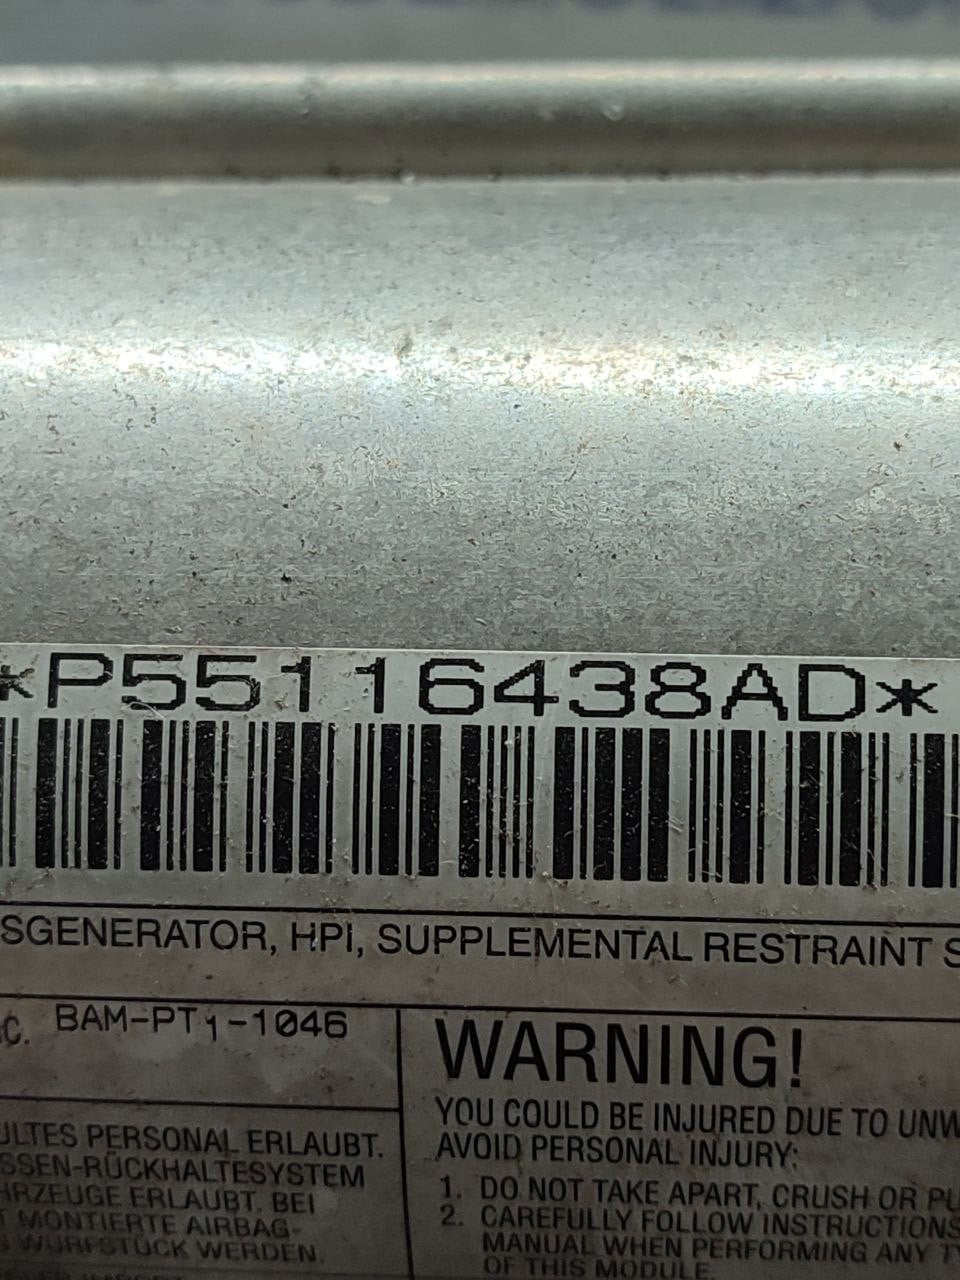 *P55116438AD*
SGENERATOR, HPI, SUPPLEMENTAL RESTRAINT S
C. BAM-PT1-1046
ULTES PERSONAL ERLAUBT.
SSEN-RÜCKHALTESYSTEM
HRZEUGE ERLAUBT. BEI
T MONTIERTE AIRBAG-
S WURFSTÜCK WERDEN.
WARNING!
YOU COULD BE INJURED DUE TO UNW
AVOID PERSONAL INJURY:
1. DO NOT TAKE APART, CRUSH OR PU
2. CAREFULLY FOLLOW INSTRUCTIONS
MANUAL WHEN PERFORMING ANY TY
OF THIS MODULE.